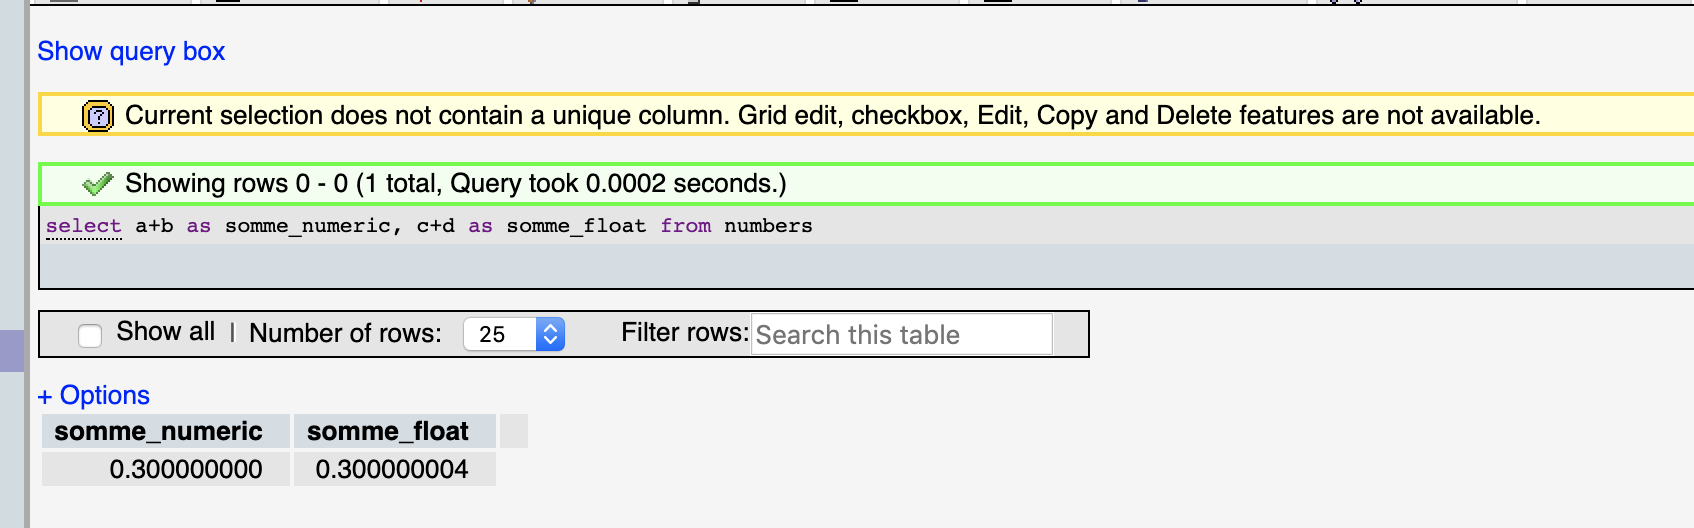 Show query box
Current selection does not contain a unique column. Grid edit, checkbox, Edit, Copy and Delete features are not available.
Showing rows 0 - 0 (1 total, Query took 0.0002 seconds.)
select a+b as somme_numeric, c+d as somme_float from numbers
Show all | Number of rows: 25 Filter rows: Search this table
+ Options
somme_numeric somme_float
0.300000000 0.300000004